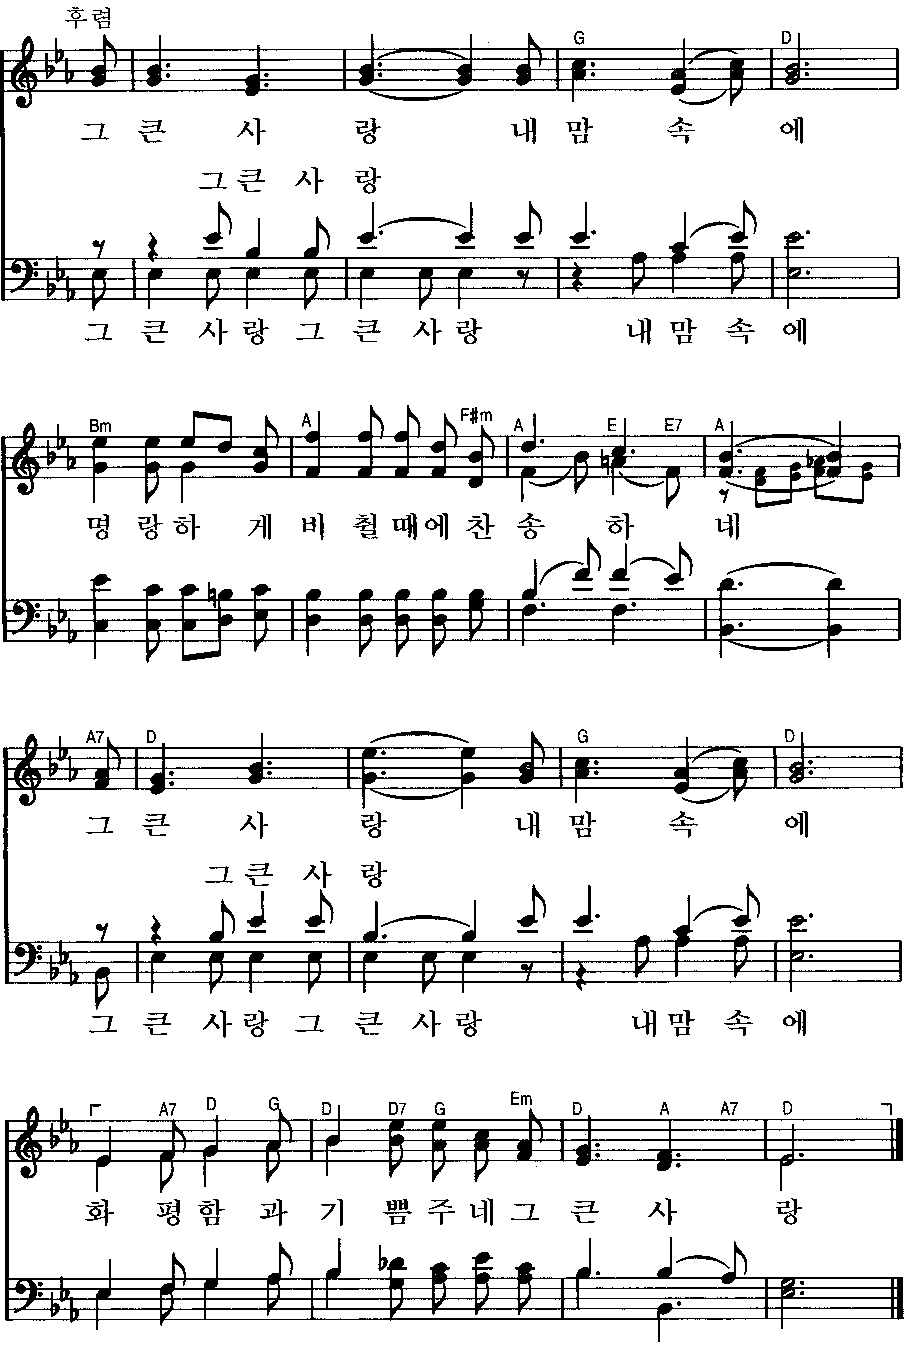 후렴
G D
그 큰 사 랑 내 맘 속 에
그 큰 사 랑
그 큰 사 랑 그 큰 사 랑 내 맘 속 에
Bm A F#m A E E7 A
명 랑 하 게 비 췰 때 에 찬 송 하 네
A7 D G D
그 큰 사 랑 내 맘 속 에
그 큰 사 랑
그 큰 사 랑 그 큰 사 랑 내 맘 속 에
A7 D G D D7 G Em D A A7 D
화 평 함 과 기 쁨 주 네 그 큰 사 랑